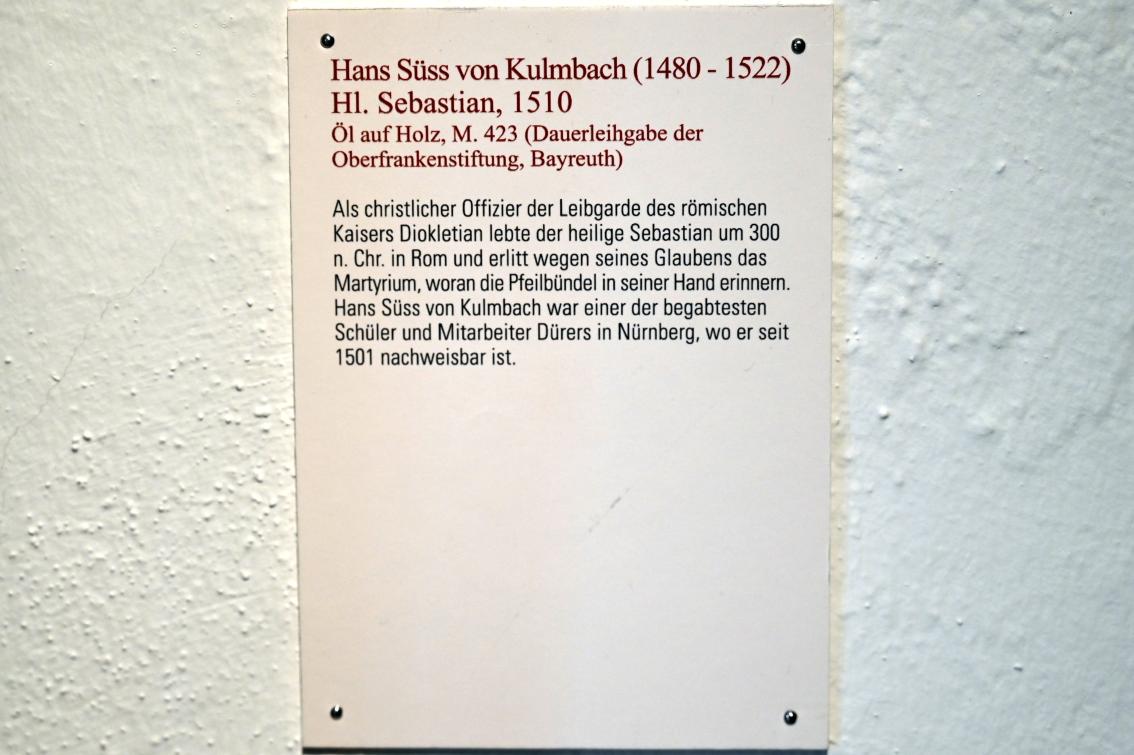 Hans Süss von Kulmbach (1480 - 1522)
Hl. Sebastian, 1510
Öl auf Holz, M. 423 (Dauerleihgabe der
Oberfrankenstiftung, Bayreuth)
Als christlicher Offizier der Leibgarde des römischen
Kaisers Diokletian lebte der heilige Sebastian um 300
n. Chr. in Rom und erlitt wegen seines Glaubens das
Martyrium, woran die Pfeilbündel in seiner Hand erinnern.
Hans Süss von Kulmbach war einer der begabtesten
Schüler und Mitarbeiter Dürers in Nürnberg, wo er seit
1501 nachweisbar ist.